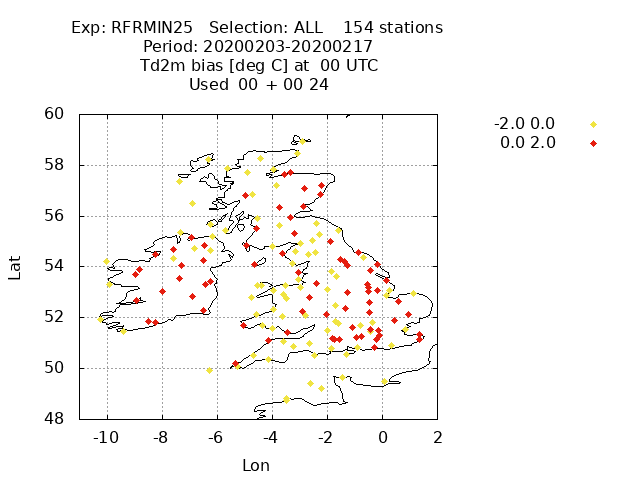 Exp: RFRMIN25 Selection: ALL 154 stations
Period: 20200203-20200217
Td2m bias [deg C] at 00 UTC
Used 00 + 00 24
-2.0 0.0
0.0 2.0
60
58
56
54
52
50
48
-10 -8 -6 -4 -2 0 2
Lat
Lon